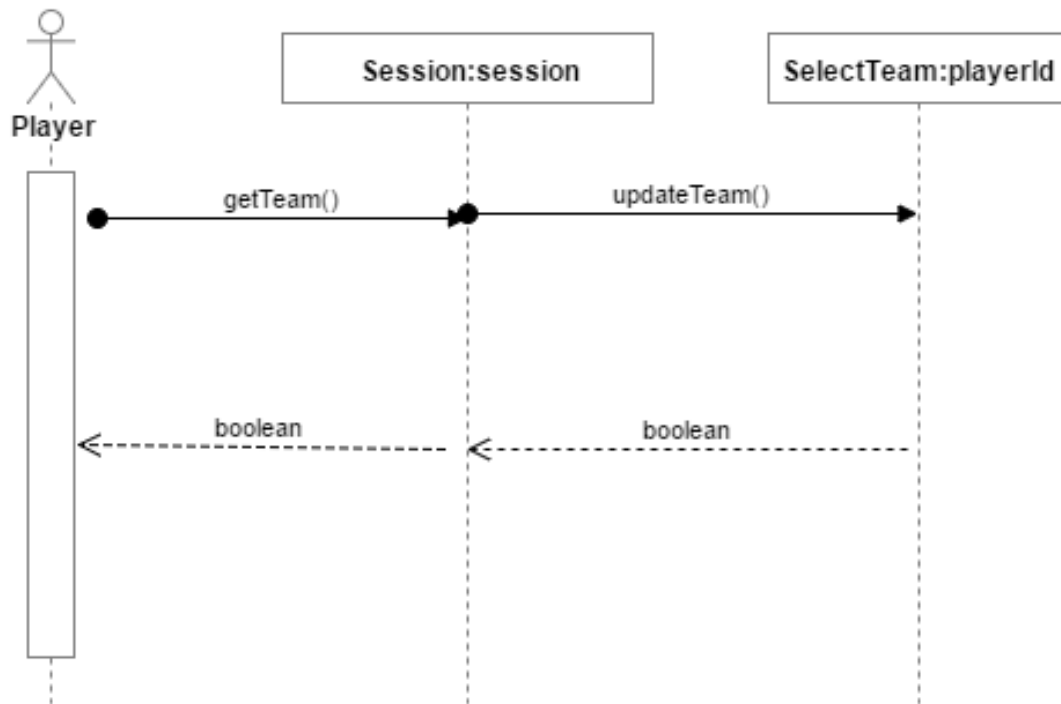 Session:session
SelectTeam:playerId
Player
getTeam()
updateTeam()
boolean
boolean